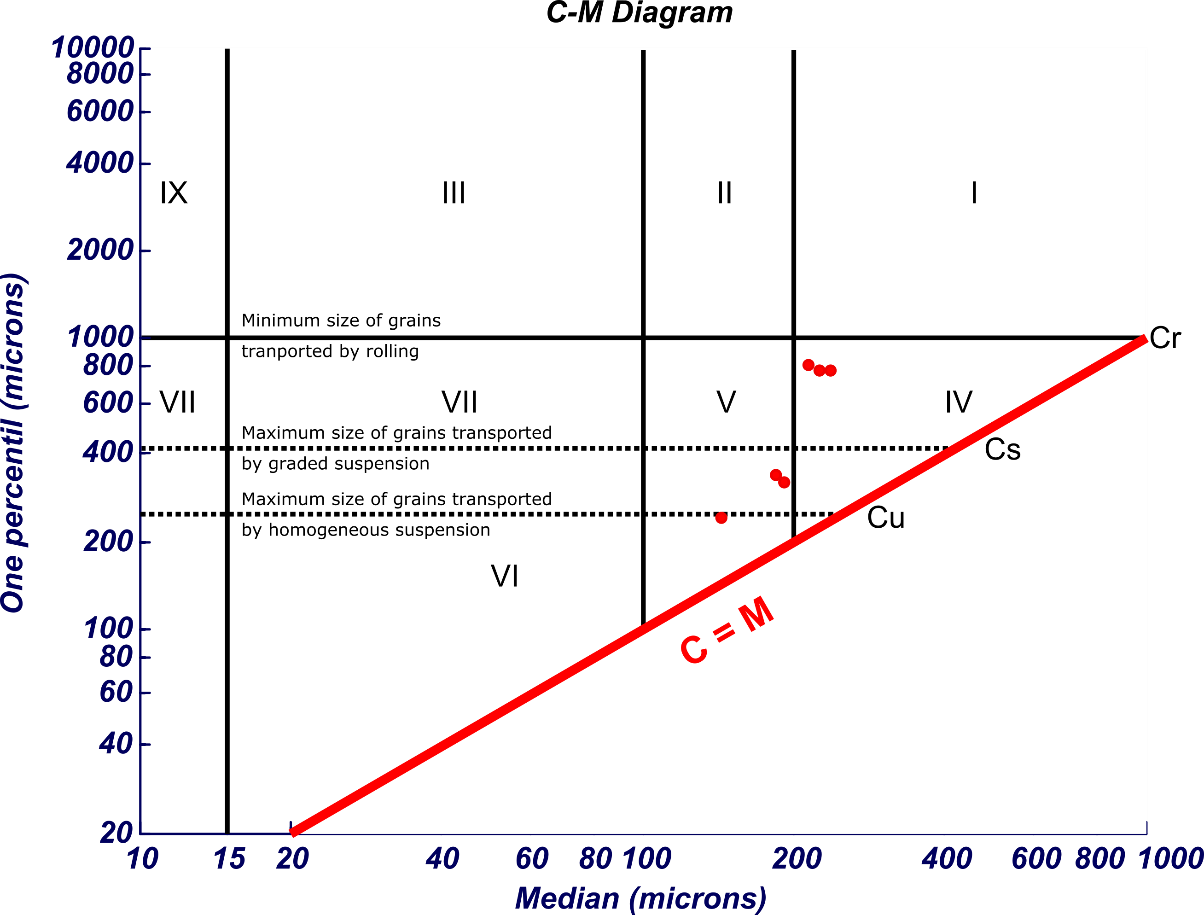 C-M Diagram
10000
8000
6000
4000
IX
III
II
I
2000
Minimum size of grains
1000
Cr
tranported by rolling
800
600
VII
VII
V
IV
Maximum size of grains transported
400
Cs
by graded suspension
Maximum size of grains transported
Cu
by homogeneous suspension
200
VI
100
C = M
80
60
40
20
10 15 20 40 60 80 100 200 400 600 800 1000
Median (microns)
One percentil (microns)